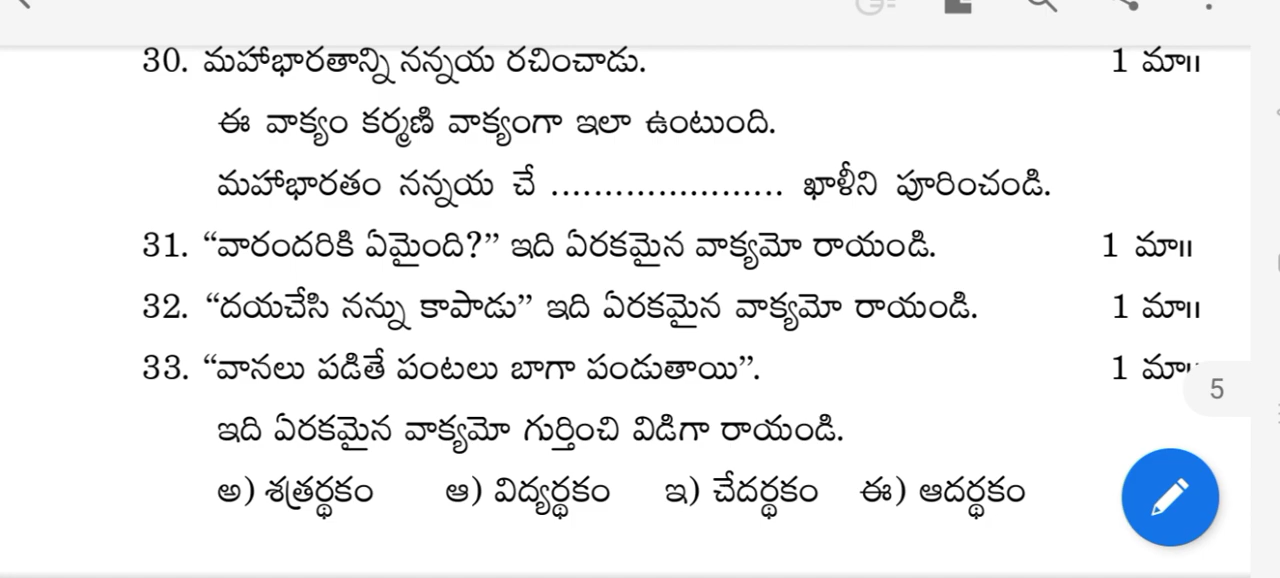 30. మహాభారతాన్ని నన్నయ రచించాడు. 1 మా॥
ఈ వాక్యం కర్మణి వాక్యంగా ఇలా ఉంటుంది.
మహాభారతం నన్నయ చే ...................... ఖాళీని పూరించండి.
31. “వారందరికి ఏమైంది?” ఇది ఏరకమైన వాక్యమో రాయండి. 1 మా॥
32. “దయచేసి నన్ను కాపాడు” ఇది ఏరకమైన వాక్యమో రాయండి. 1 మా॥
33. “వానలు పడితే పంటలు బాగా పండుతాయి”. 1 మా॥
5
ఇది ఏరకమైన వాక్యమో గుర్తించి విడిగా రాయండి.
అ) శత్రర్థకం ఆ) విద్యర్థకం ఇ) చేదర్థకం ఈ) ఆదర్థకం